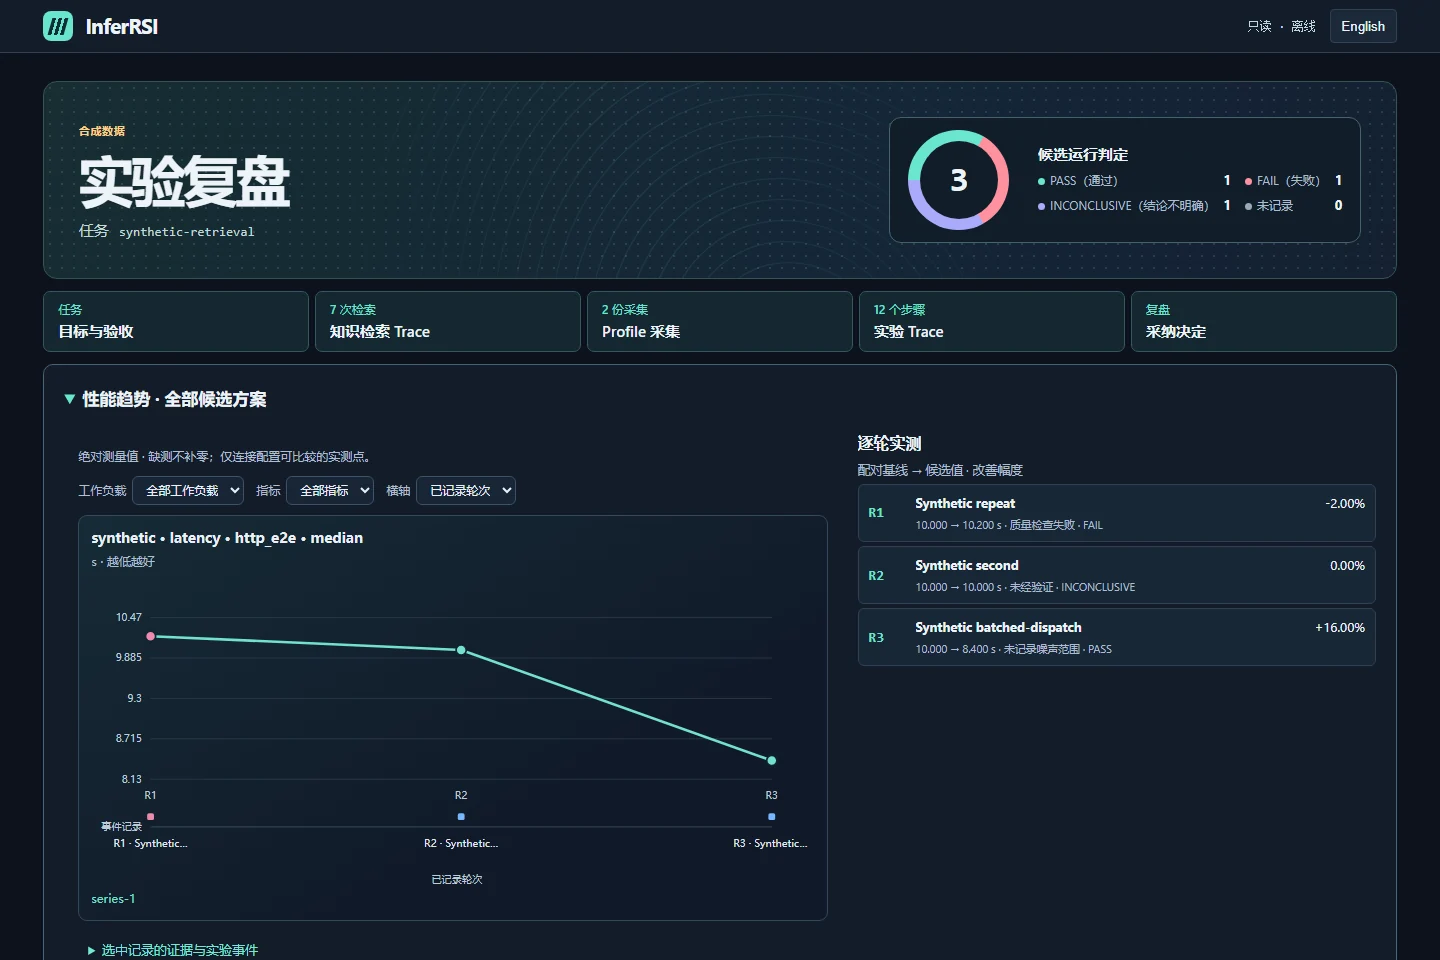 InferRSI
只读 · 离线
English
合成数据
实验复盘
任务 synthetic-retrieval
3
候选运行判定
PASS（通过） 1
FAIL（失败） 1
INCONCLUSIVE（结论不明确） 1
未记录 0
任务
目标与验收
7 次检索
知识检索 Trace
2 份采集
Profile 采集
12 个步骤
实验 Trace
复盘
采纳决定
▼ 性能趋势 · 全部候选方案
绝对测量值 · 缺测不补零；仅连接配置可比较的实测点。
工作负载 全部工作负载 指标 全部指标 横轴 已记录轮次
synthetic • latency • http_e2e • median
s · 越低越好
10.47
9.885
9.3
8.715
8.13
R1 R2 R3
事件记录
R1 · Synthetic... R2 · Synthetic... R3 · Synthetic...
已记录轮次
series-1
▶ 选中记录的证据与实验事件
逐轮实测
配对基线 → 候选值 · 改善幅度
R1 Synthetic repeat -2.00%
10.000 → 10.200 s · 质量检查失败 · FAIL
R2 Synthetic second 0.00%
10.000 → 10.000 s · 未经验证 · INCONCLUSIVE
R3 Synthetic batched-dispatch +16.00%
10.000 → 8.400 s · 未记录噪声范围 · PASS